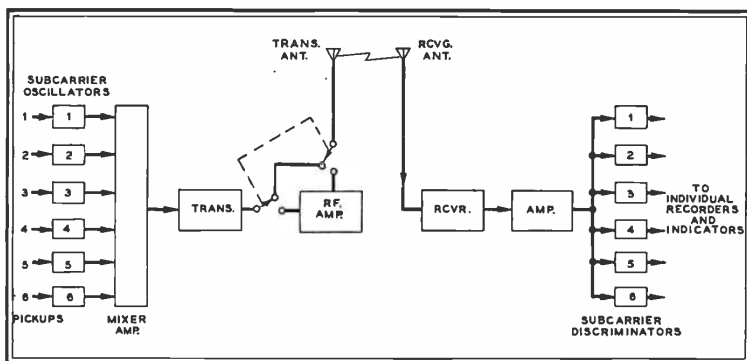 TRANS.
ANT.
RCVG.
ANT.
SUBCARRIER
OSCILLATORS
1 1
2 2
3 3
4 4
5 5
6 6
PICKUPS
MIXER
AMP.
TRANS.
RF.
AMP.
RCVR.
AMP.
1
2
3
4
5
6
TO
INDIVIDUAL
RECORDERS
AND
INDICATORS
SUBCARRIER
DISCRIMINATORS